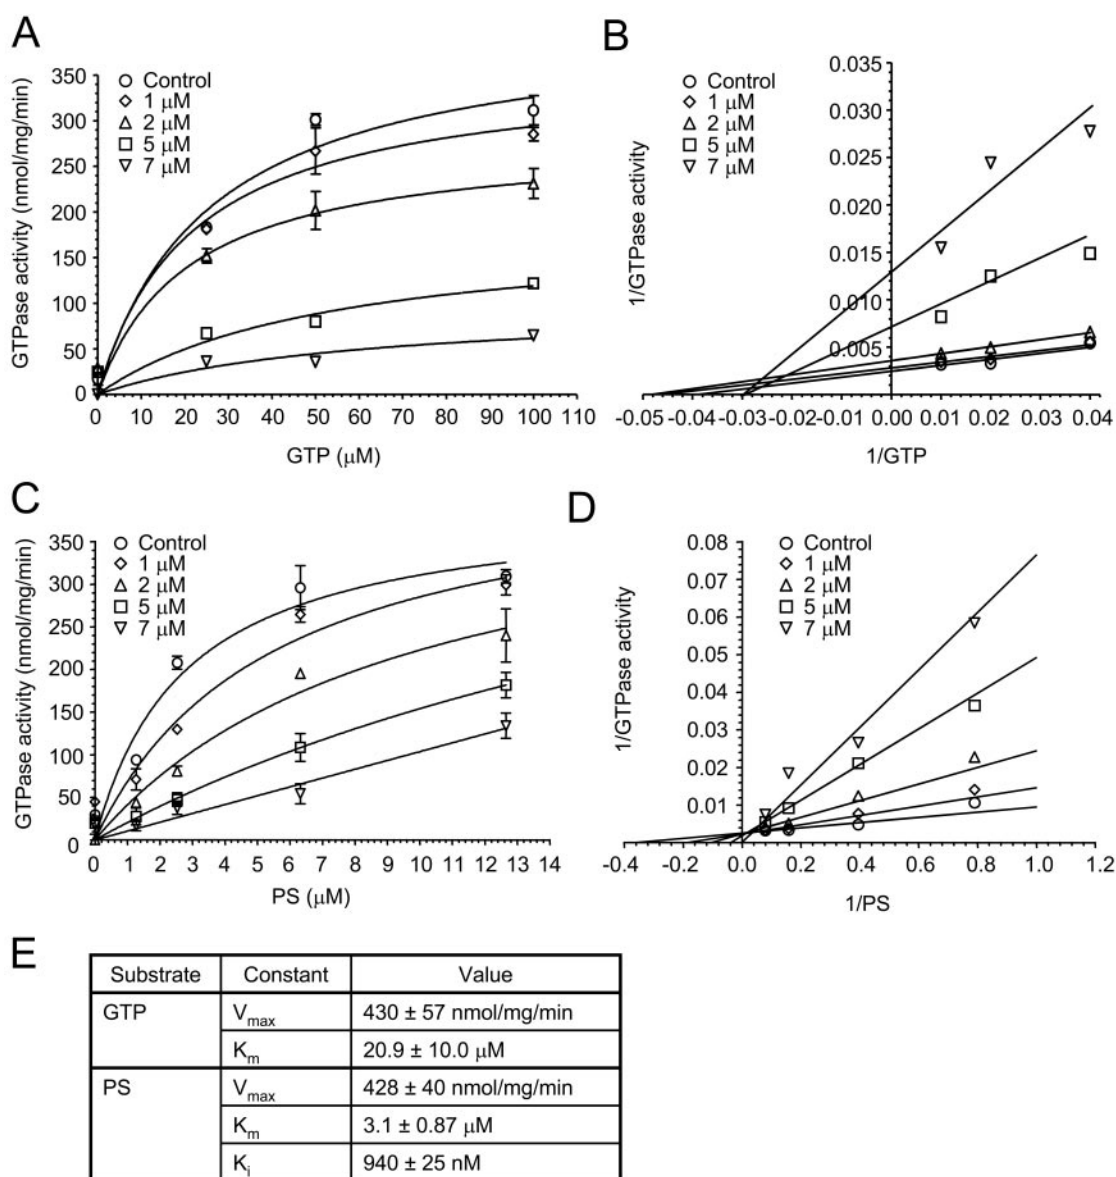 A
GTPase activity (nmol/mg/min)
350
300
250
200
150
100
50
0
Control
1 μM
2 μM
5 μM
7 μM
0 10 20 30 40 50 60 70 80 90 100 110
GTP (μM)
B
1/GTPase activity
0.035
0.030
0.025
0.020
0.015
0.010
0.005
Control
1 μM
2 μM
5 μM
7 μM
-0.05 -0.04 -0.03 -0.02 -0.01 0.00 0.01 0.02 0.03 0.04
1/GTP
C
GTPase activity (nmol/mg/min)
350
300
250
200
150
100
50
0
Control
1 μM
2 μM
5 μM
7 μM
0 1 2 3 4 5 6 7 8 9 10 11 12 13 14
PS (μM)
D
1/GTPase activity
0.08
0.07
0.06
0.05
0.04
0.03
0.02
0.01
Control
1 μM
2 μM
5 μM
7 μM
-0.4 -0.2 0.0 0.2 0.4 0.6 0.8 1.0 1.2
1/PS
E
Substrate Constant Value
GTP Vmax 430 ± 57 nmol/mg/min
Km 20.9 ± 10.0 μM
PS Vmax 428 ± 40 nmol/mg/min
Km 3.1 ± 0.87 μM
Ki 940 ± 25 nM